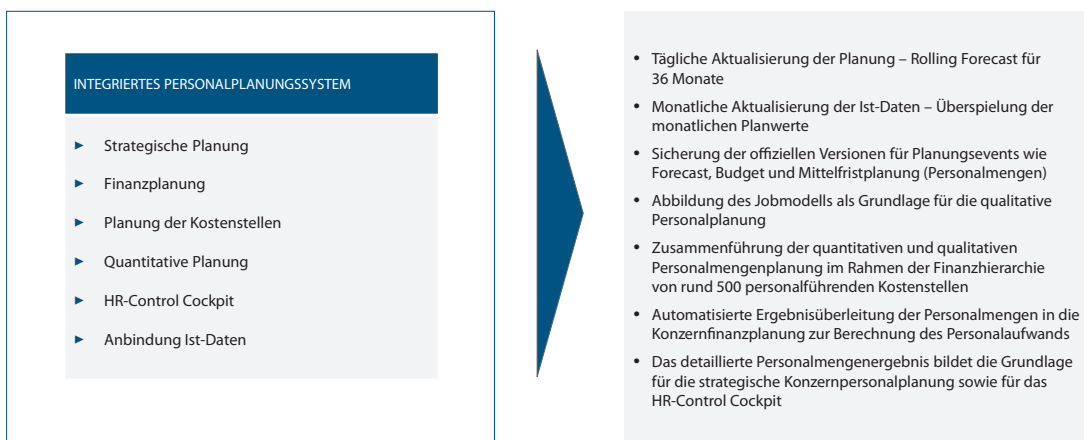 INTEGRIERTES PERSONALPLANUNGSSYSTEM
► Strategische Planung
► Finanzplanung
► Planung der Kostenstellen
► Quantitative Planung
► HR-Control Cockpit
► Anbindung Ist-Daten
• Tägliche Aktualisierung der Planung – Rolling Forecast für
36 Monate
• Monatliche Aktualisierung der Ist-Daten – Überspielung der
monatlichen Planwerte
• Sicherung der offiziellen Versionen für Planungsevents wie
Forecast, Budget und Mittelfristplanung (Personalmengen)
• Abbildung des Jobmodells als Grundlage für die qualitative
Personalplanung
• Zusammenführung der quantitativen und qualitativen
Personalmengenplanung im Rahmen der Finanzhierarchie
von rund 500 personalführenden Kostenstellen
• Automatisierte Ergebnisüberleitung der Personalmengen in die
Konzernfinanzplanung zur Berechnung des Personalaufwands
• Das detaillierte Personalmengenergebnis bildet die Grundlage
für die strategische Konzernpersonalplanung sowie für das
HR-Control Cockpit